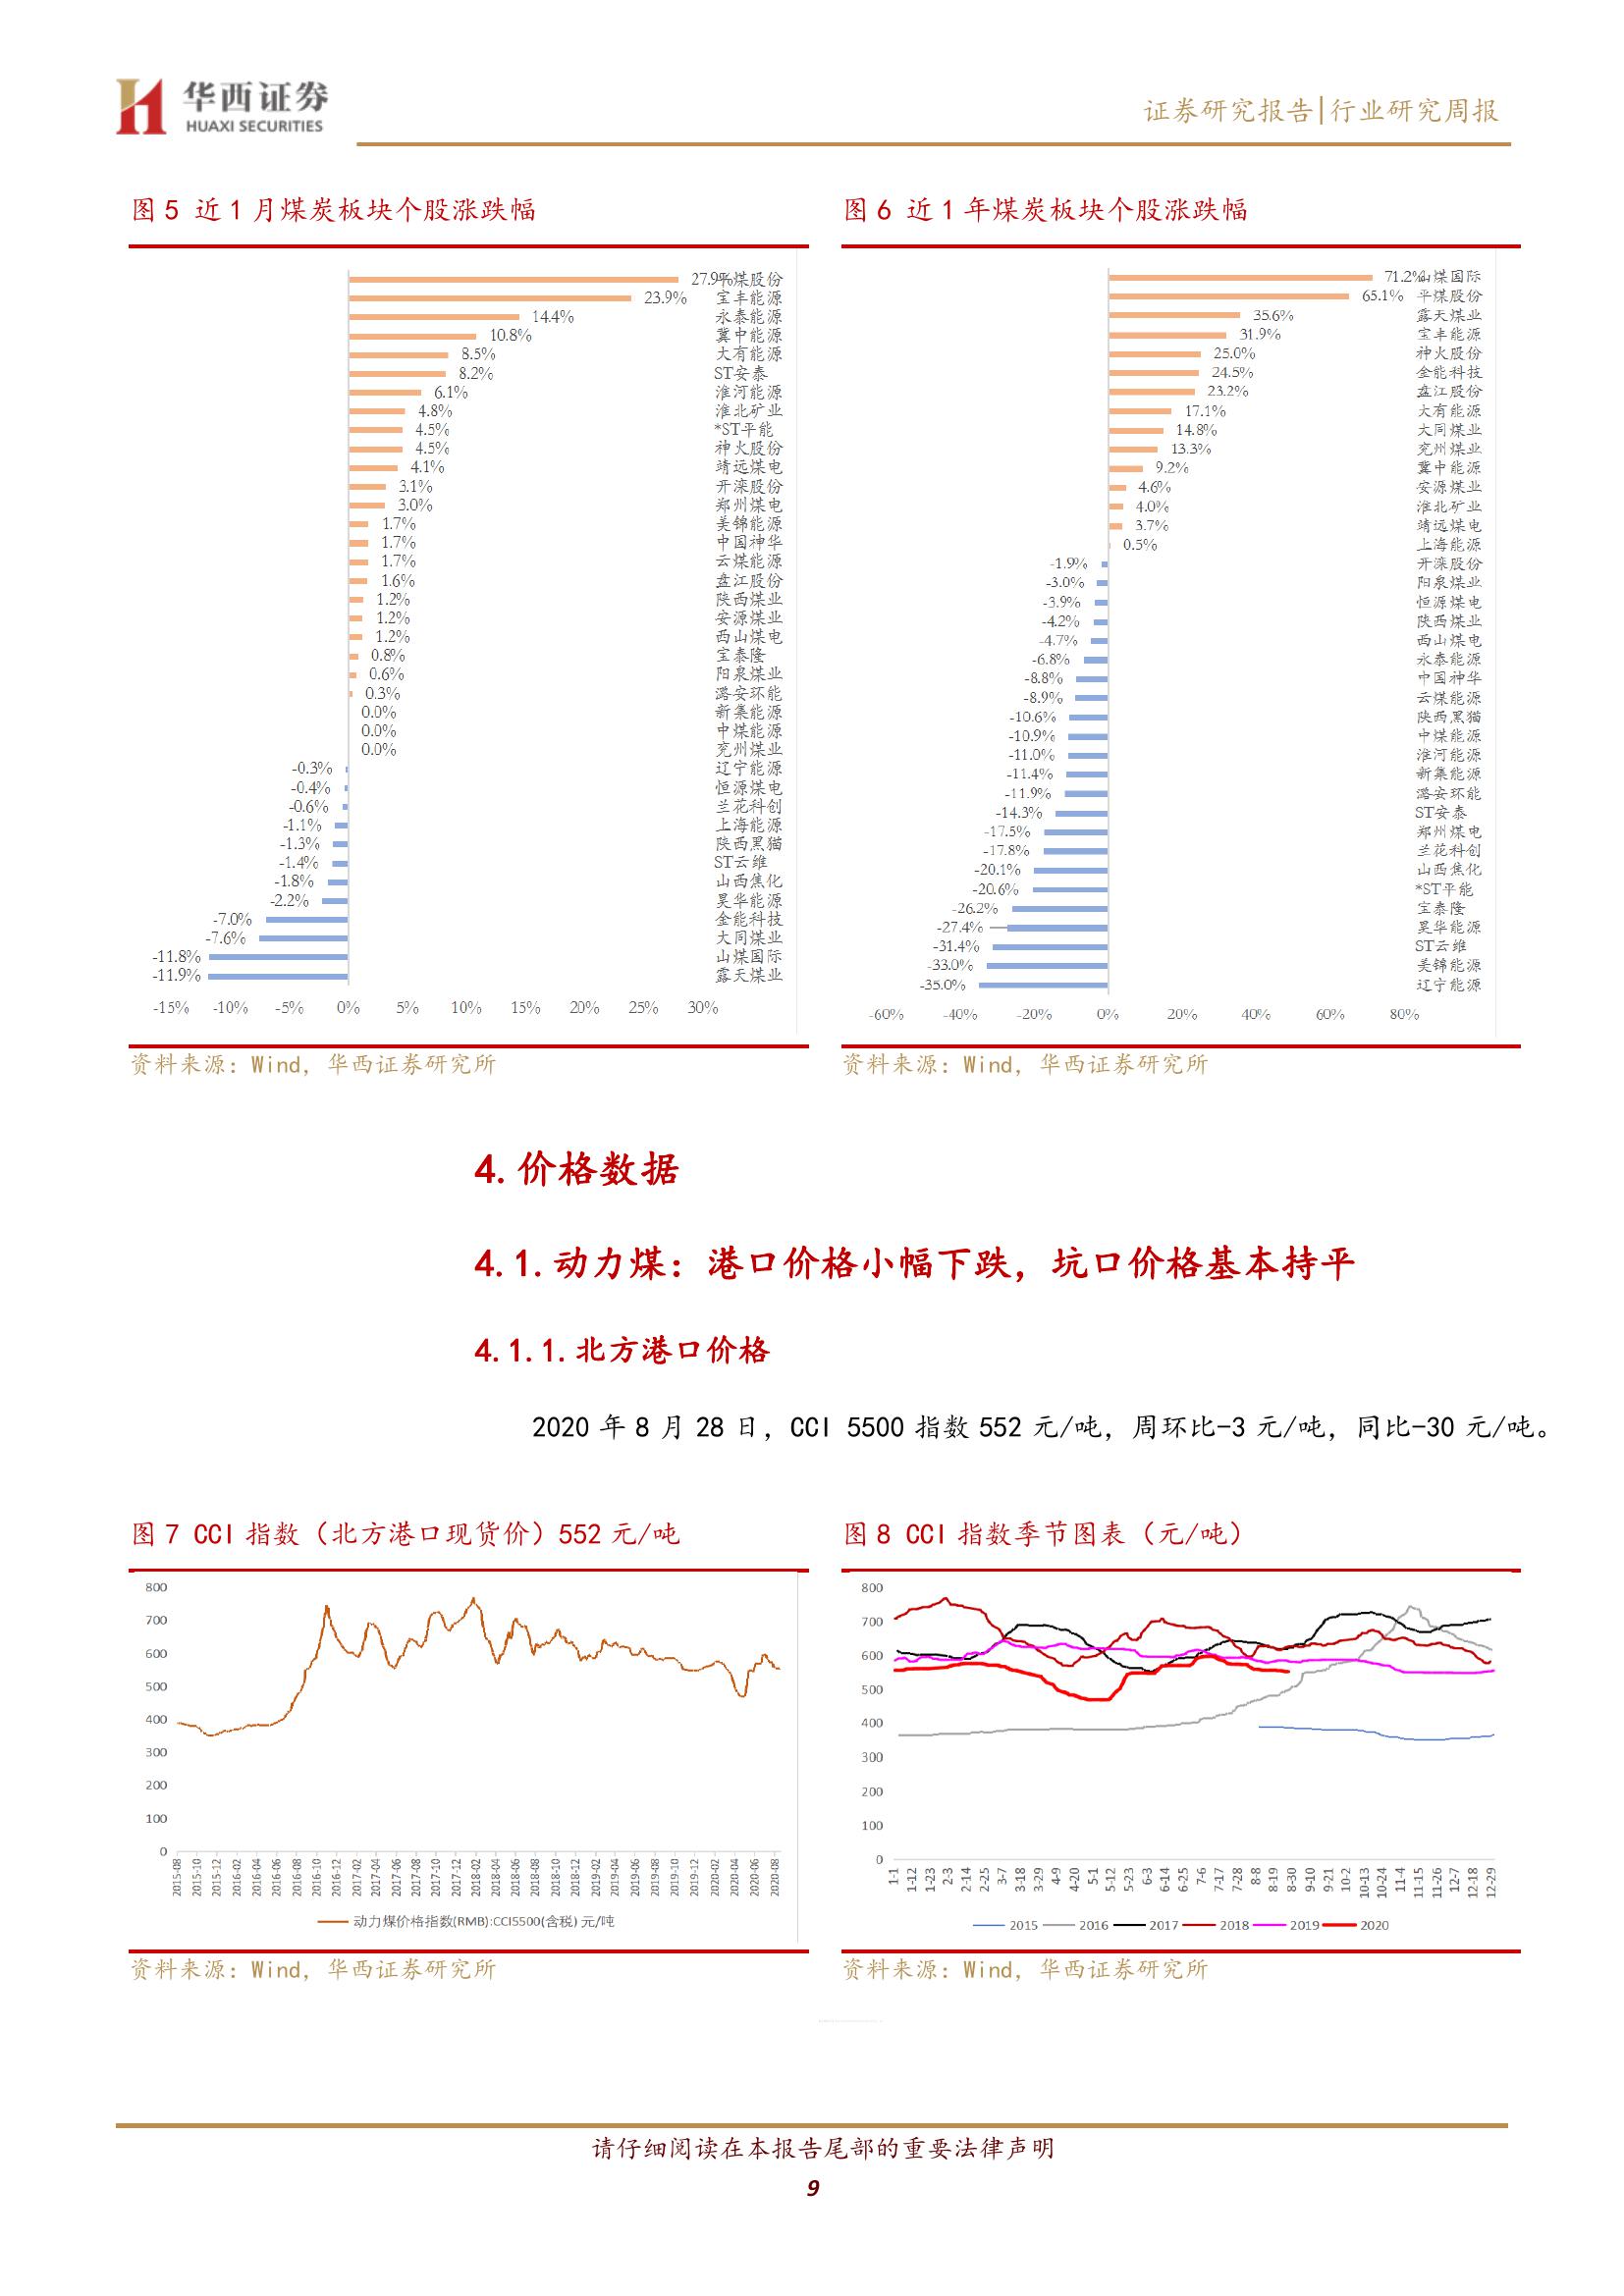 华西证券
HUAXI SECURITIES
证券研究报告|行业研究周报
图5 近1月煤炭板块个股涨跌幅
27.9% 平煤股份
23.9% 宝丰能源
14.4% 永泰能源
10.8% 冀中能源
8.5% 大有能源
8.2% ST安泰
6.1% 淮河能源
4.8% 淮北矿业
4.5% *ST平能
4.5% 神火股份
4.1% 靖远煤电
3.1% 开滦股份
3.0% 郑州煤电
1.7% 美锦能源
1.7% 中国神华
1.7% 云煤能源
1.6% 盘江股份
1.2% 陕西煤业
1.2% 安源煤业
1.2% 西山煤电
0.8% 宝泰隆
0.6% 阳泉煤业
0.3% 潞安环能
0.0% 新集能源
0.0% 中煤能源
0.0% 兖州煤业
-0.3% 辽宁能源
-0.4% 恒源煤电
-0.6% 兰花科创
-1.1% 上海能源
-1.3% 陕西黑猫
-1.4% ST云维
-1.8% 山西焦化
-2.2% 昊华能源
-7.0% 金能科技
-7.6% 大同煤业
-11.8% 山煤国际
-11.9% 露天煤业
-15% -10% -5% 0% 5% 10% 15% 20% 25% 30%
资料来源：Wind，华西证券研究所
图6 近1年煤炭板块个股涨跌幅
71.2% 山煤国际
65.1% 平煤股份
35.6% 露天煤业
31.9% 宝丰能源
25.0% 神火股份
24.5% 金能科技
23.2% 盘江股份
17.1% 大有能源
14.8% 大同煤业
13.3% 兖州煤业
9.2% 冀中能源
4.6% 安源煤业
4.0% 淮北矿业
3.7% 靖远煤电
0.5% 上海能源
-1.9% 开滦股份
-3.0% 阳泉煤业
-3.9% 恒源煤电
-4.2% 陕西煤业
-4.7% 西山煤电
-6.8% 永泰能源
-8.8% 中国神华
-8.9% 云煤能源
-10.6% 陕西黑猫
-10.9% 中煤能源
-11.0% 淮河能源
-11.4% 新集能源
-11.9% 潞安环能
-14.3% ST安泰
-17.5% 郑州煤电
-17.8% 兰花科创
-20.1% 山西焦化
-20.6% *ST平能
-26.2% 宝泰隆
-27.4% 昊华能源
-31.4% ST云维
-33.0% 美锦能源
-35.0% 辽宁能源
-60% -40% -20% 0% 20% 40% 60% 80%
资料来源：Wind，华西证券研究所
4.价格数据
4.1.动力煤：港口价格小幅下跌，坑口价格基本持平
4.1.1.北方港口价格
2020 年 8 月 28 日，CCI 5500 指数 552 元/吨，周环比-3 元/吨，同比-30 元/吨。
图7 CCI 指数（北方港口现货价）552 元/吨
800
700
600
500
400
300
200
100
0
2015-08 2015-10 2015-12 2016-02 2016-04 2016-06 2016-08 2016-10 2016-12 2017-02 2017-04 2017-06 2017-08 2017-10 2017-12 2018-02 2018-04 2018-06 2018-08 2018-10 2018-12 2019-02 2019-04 2019-06 2019-08 2019-10 2019-12 2020-02 2020-04 2020-06 2020-08
动力煤价格指数(RMB):CCI5500(含税) 元/吨
资料来源：Wind，华西证券研究所
图8 CCI 指数季节图表（元/吨）
800
700
600
500
400
300
200
100
0
1-1 1-12 1-23 2-3 2-14 2-25 3-7 3-18 3-29 4-9 4-20 5-1 5-12 5-23 6-3 6-14 6-25 7-6 7-17 7-28 8-8 8-19 8-30 9-10 9-21 10-2 10-13 10-24 11-4 11-15 11-26 12-7 12-18 12-29
2015 2016 2017 2018 2019 2020
资料来源：Wind，华西证券研究所
请仔细阅读在本报告尾部的重要法律声明
9